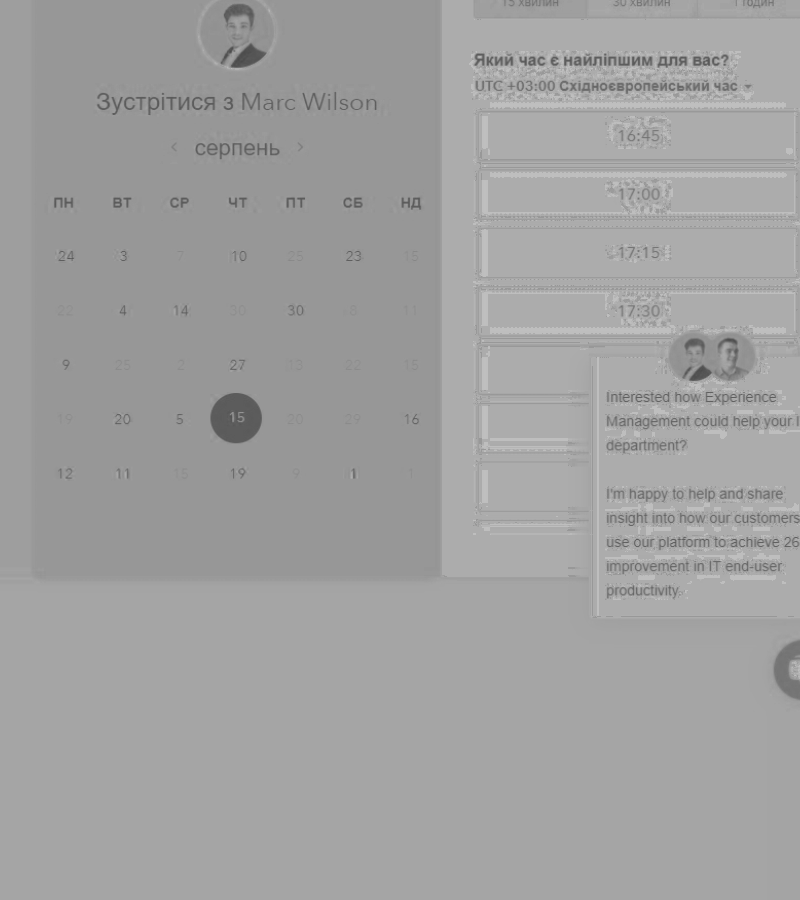 15 хвилин 30 хвилин 1 годин
Який час є найліпшим для вас?
UTC +03:00 Східноєвропейський час
Зустрітися з Marc Wilson
серпень
ПН ВТ СР ЧТ ПТ СБ НД
24 3 7 10 25 23 15
22 4 14 30 30 8 11
9 25 2 27 13 22 15
19 20 5 15 20 29 16
12 11 15 19 9 1 1
16:45
17:00
17:15
17:30
Interested how Experience
Management could help your I
department?
I'm happy to help and share
insight into how our customers
use our platform to achieve 26
improvement in IT end-user
productivity.